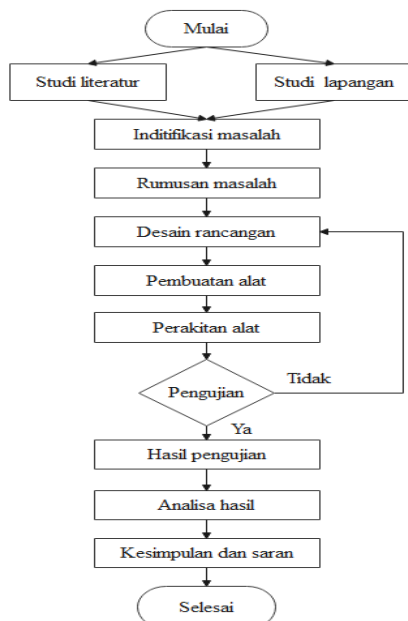 Mulai
Studi literatur
Studi lapangan
Inditifikasi masalah
Rumusan masalah
Desain rancangan
Pembuatan alat
Perakitan alat
Pengujian
Tidak
Ya
Hasil pengujian
Analisa hasil
Kesimpulan dan saran
Selesai